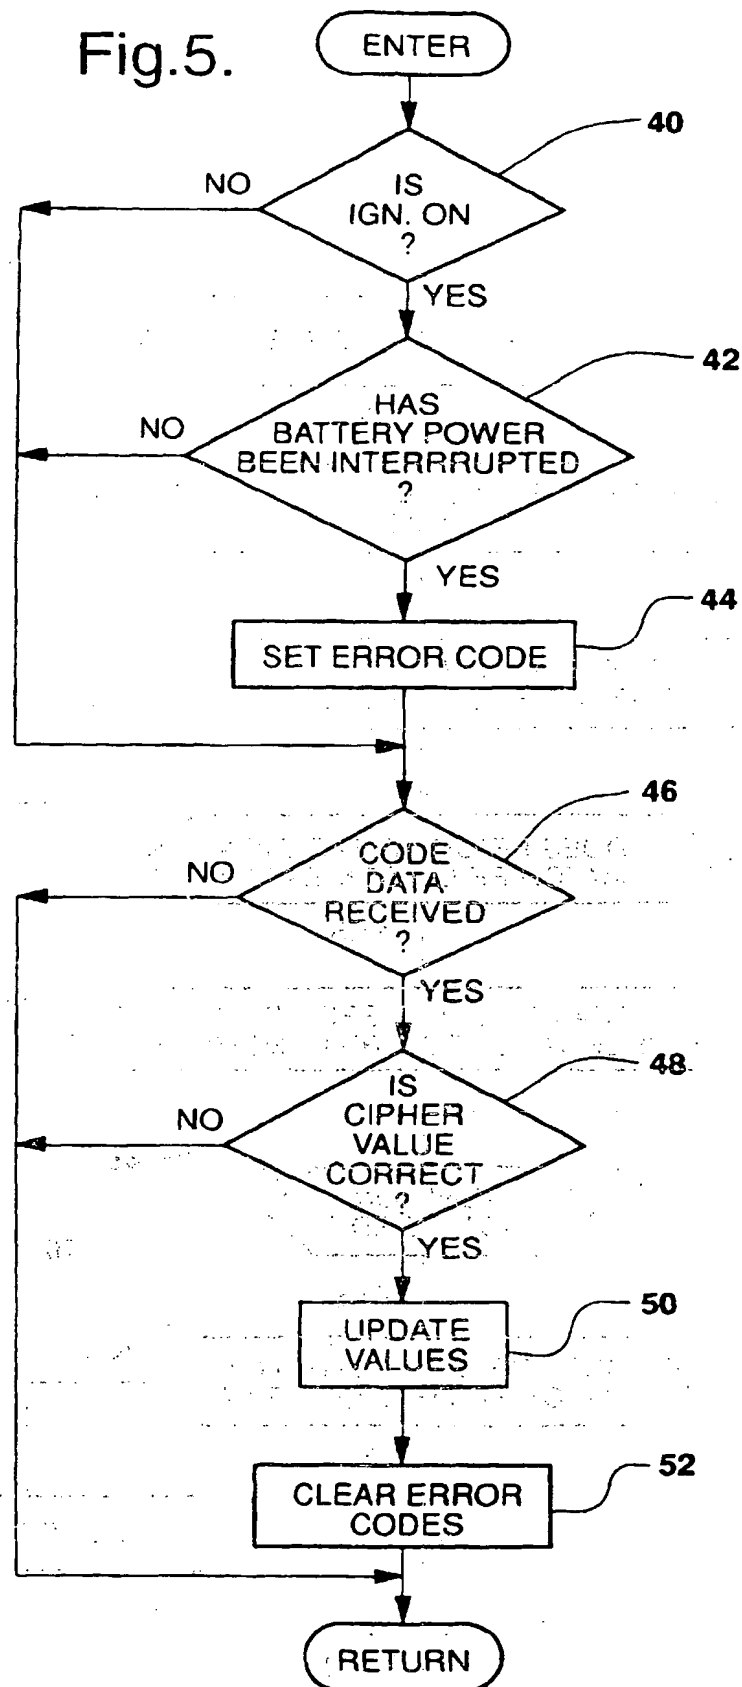 Fig.5.
ENTER
40
NO
IS
IGN. ON
?
YES
42
NO
HAS
BATTERY POWER
BEEN INTERRRUPTED
?
YES
44
SET ERROR CODE
46
NO
CODE
DATA
RECEIVED
?
YES
48
NO
IS
CIPHER
VALUE
CORRECT
?
YES
50
UPDATE
VALUES
52
CLEAR ERROR
CODES
RETURN